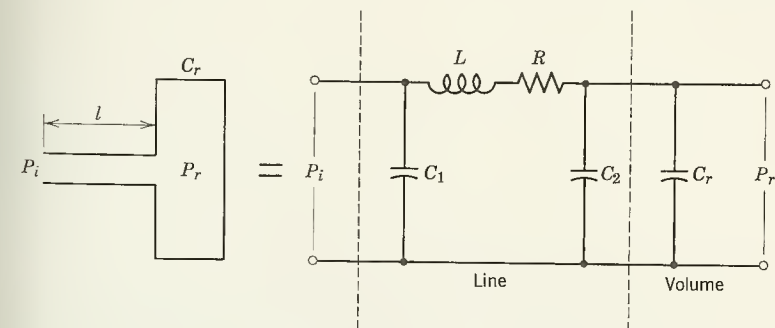 C_r
l
P_i
P_r
=
P_i
L
R
C_1
C_2
C_r
P_r
Line
Volume